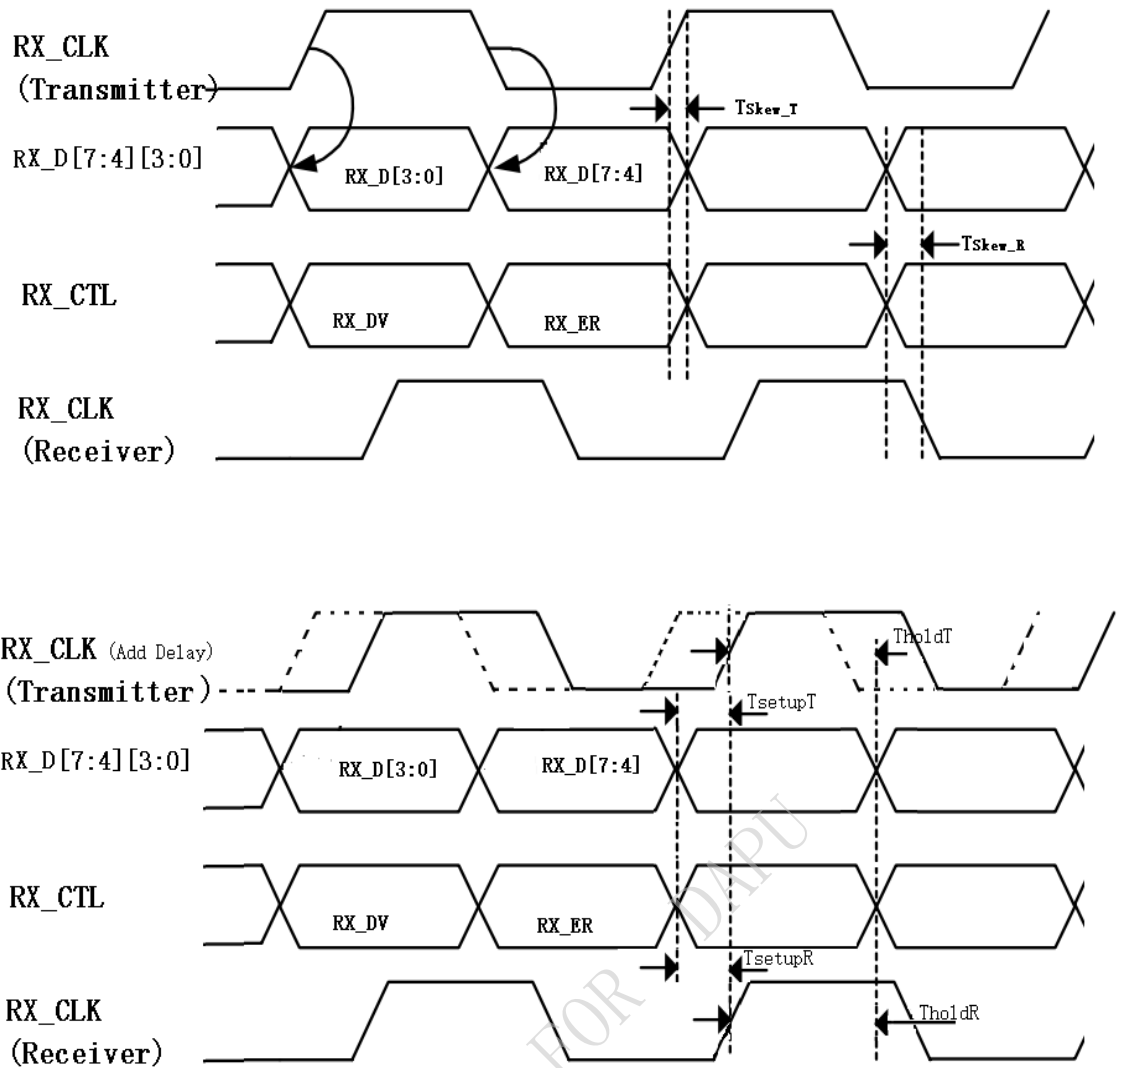 RX_CLK
(Transmitter)
TSkew_T
RX_D[7:4][3:0]
RX_D[3:0]
RX_D[7:4]
TSkew_R
RX_CTL
RX_DV
RX_ER
RX_CLK
(Receiver)
RX_CLK (Add Delay)
(Transmitter)
TholdT
TsetupT
RX_D[7:4][3:0]
RX_D[3:0]
RX_D[7:4]
RX_CTL
RX_DV
RX_ER
TsetupR
RX_CLK
(Receiver)
TholdR
FOR DAPU